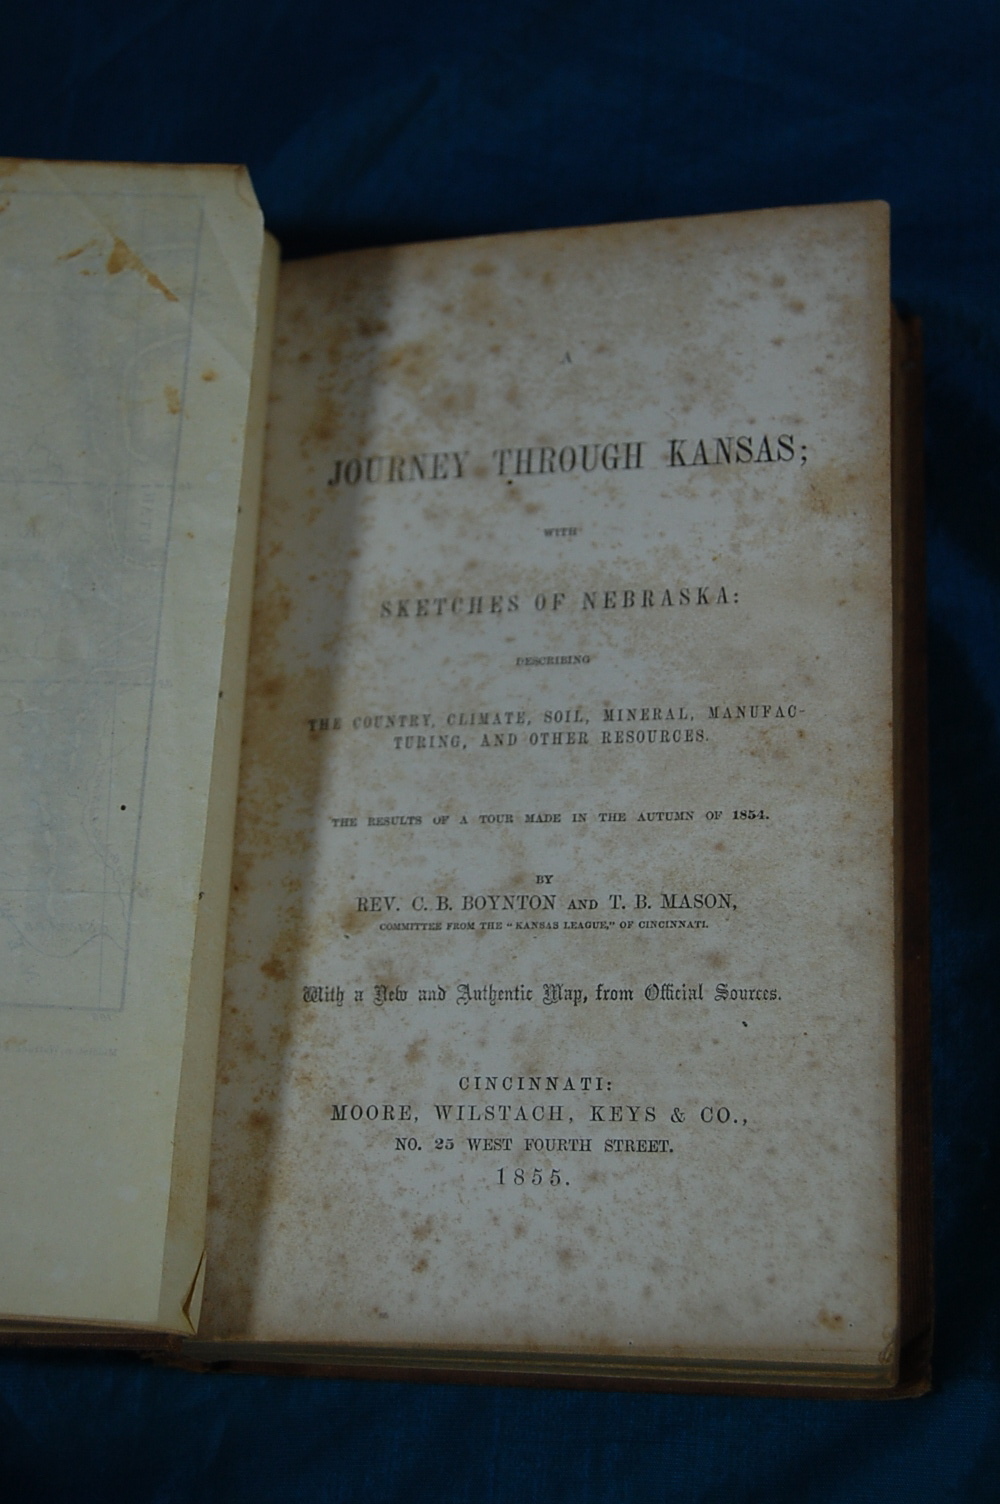 A
JOURNEY THROUGH KANSAS;
WITH
SKETCHES OF NEBRASKA:
DESCRIBING
THE COUNTRY, CLIMATE, SOIL, MINERAL, MANUFAC-
TURING, AND OTHER RESOURCES.
THE RESULTS OF A TOUR MADE IN THE AUTUMN OF 1854.
BY
REV. C. B. BOYNTON AND T. B. MASON,
COMMITTEE FROM THE "KANSAS LEAGUE," OF CINCINNATI.
With a New and Authentic Map, from Official Sources.
CINCINNATI:
MOORE, WILSTACH, KEYS & CO.,
NO. 25 WEST FOURTH STREET.
1855.